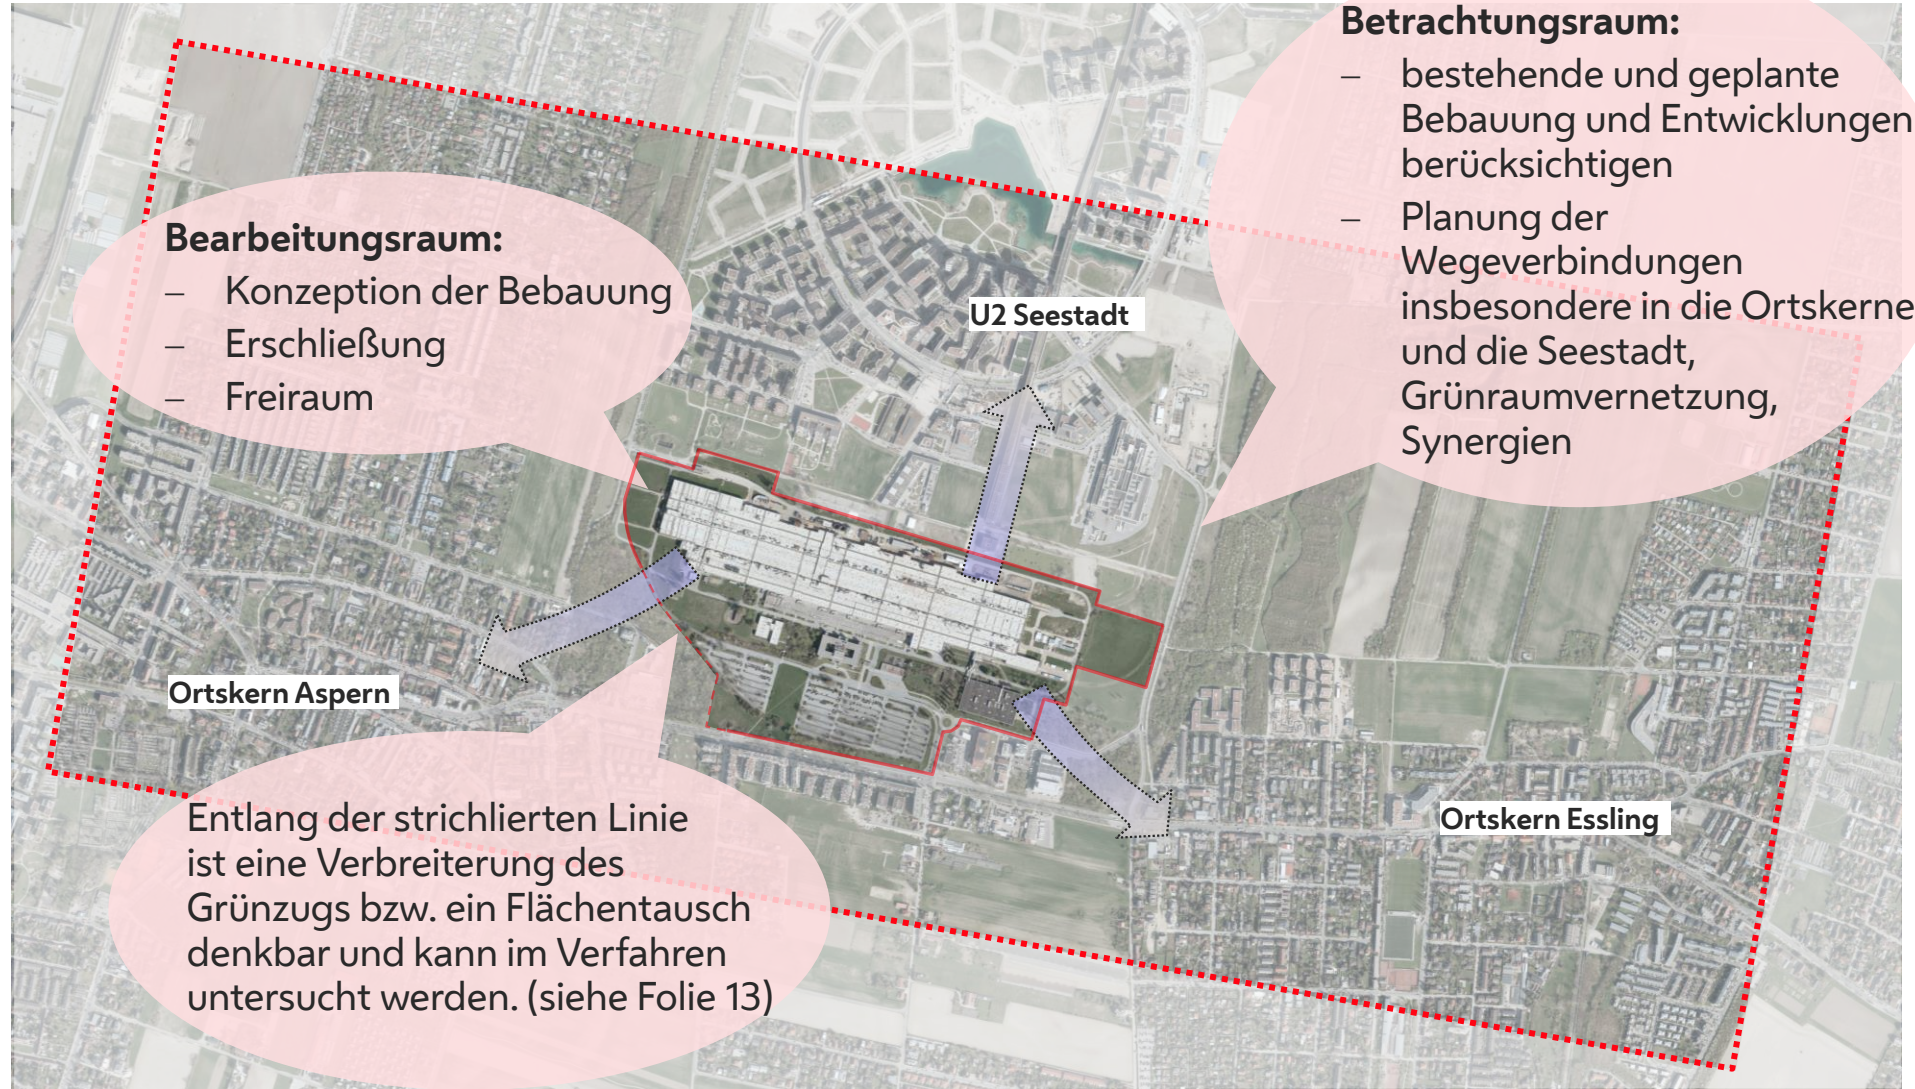 Betrachtungsraum:
– bestehende und geplante
Bebauung und Entwicklungen
berücksichtigen
– Planung der
Wegeverbindungen
insbesondere in die Ortskerne
und die Seestadt,
Grünraumvernetzung,
Synergien
Bearbeitungsraum:
– Konzeption der Bebauung
– Erschließung
– Freiraum
U2 Seestadt
Ortskern Aspern
Ortskern Essling
Entlang der strichlierten Linie
ist eine Verbreiterung des
Grünzugs bzw. ein Flächentausch
denkbar und kann im Verfahren
untersucht werden. (siehe Folie 13)